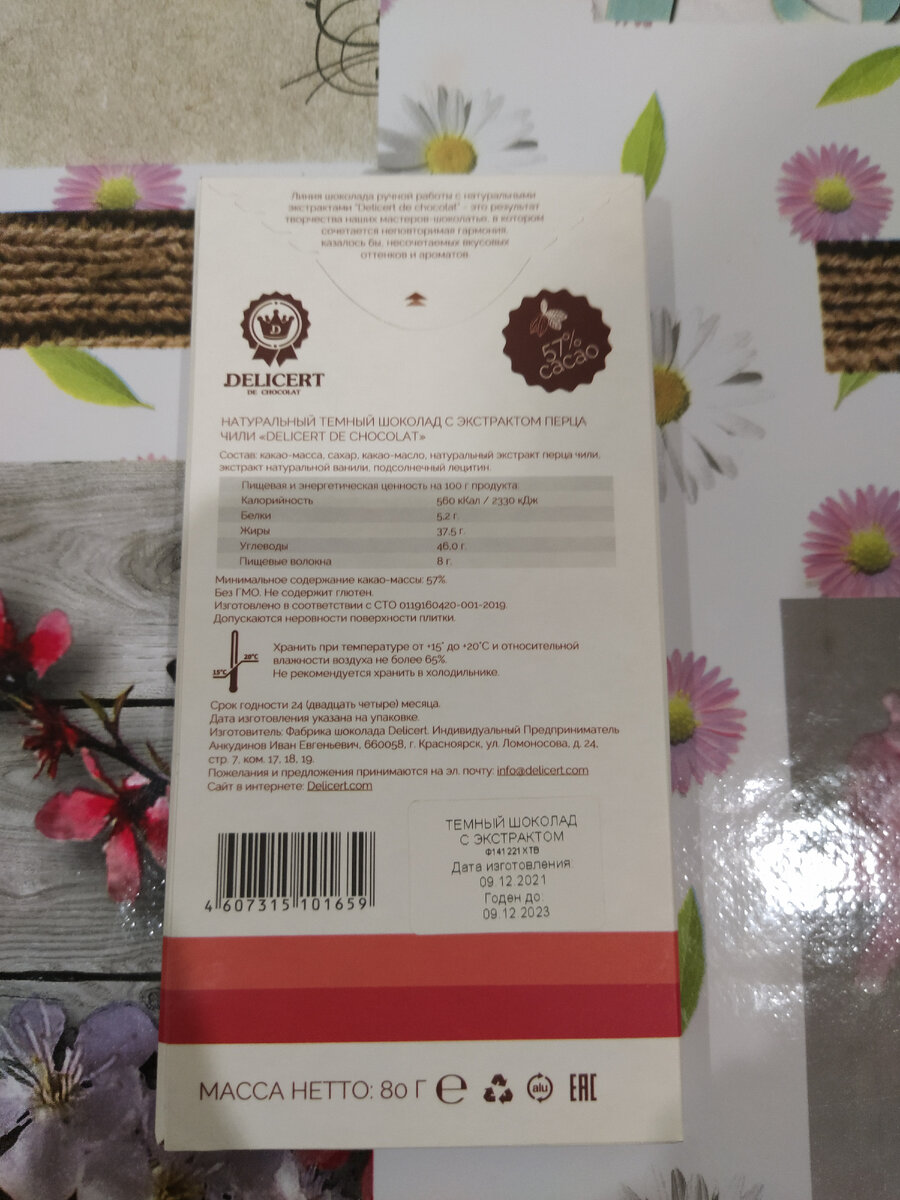 Линия шоколада ручной работы с натуральными
экстрактами "Delicert de chocolat" - это результат
творчества наших мастеров-шоколатье, в котором
сочетается неповторимая гармония,
казалось бы, несочетаемых вкусовых
оттенков и ароматов.
D
DELICERT
DE CHOCOLAT
57%
cacao
НАТУРАЛЬНЫЙ ТЕМНЫЙ ШОКОЛАД С ЭКСТРАКТОМ ПЕРЦА
ЧИЛИ «DELICERT DE CHOCOLAT»
Состав: какао-масса, сахар, какао-масло, натуральный экстракт перца чили,
экстракт натуральной ванили, подсолнечный лецитин.
Пищевая и энергетическая ценность на 100 г продукта:
Калорийность 560 кКал / 2330 кДж
Белки 5,2 г.
Жиры 37,5 г.
Углеводы 46,0 г.
Пищевые волокна 8 г.
Минимальное содержание какао-массы: 57%.
Без ГМО. Не содержит глютен.
Изготовлено в соответствии с СТО 0119160420-001-2019.
Допускаются неровности поверхности плитки.
15°C 20°C
Хранить при температуре от +15° до +20°С и относительной
влажности воздуха не более 65%.
Не рекомендуется хранить в холодильнике.
Срок годности 24 (двадцать четыре) месяца.
Дата изготовления указана на упаковке.
Изготовитель: Фабрика шоколада Delicert. Индивидуальный Предприниматель
Анкудинов Иван Евгеньевич, 660058, г. Красноярск, ул. Ломоносова, д. 24,
стр. 7, ком. 17, 18, 19.
Пожелания и предложения принимаются на эл. почту: info@delicert.com
Сайт в интернете: Delicert.com
4 607315 101659
ТЕМНЫЙ ШОКОЛАД
С ЭКСТРАКТОМ
Ф141 221 ХТВ
Дата изготовления:
09.12.2021
Годен до:
09.12.2023
МАССА НЕТТО: 80 Г e alu EAC